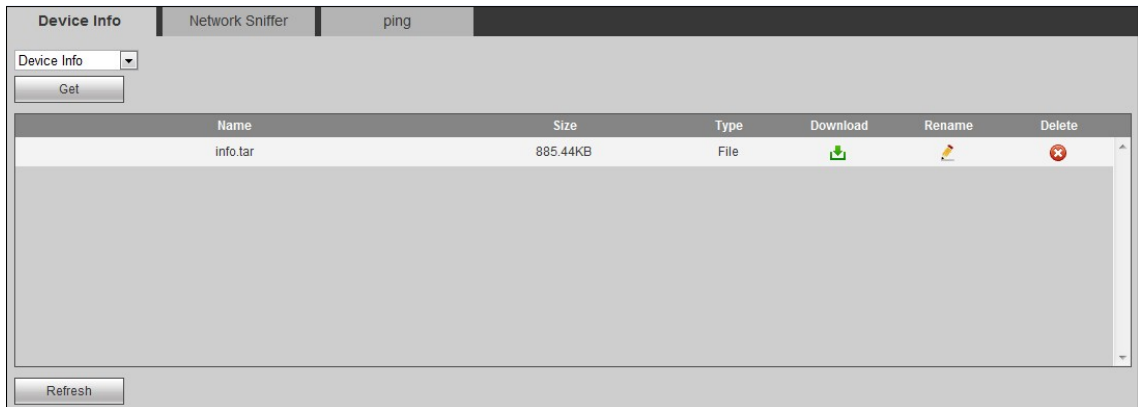 Device Info Network Sniffer ping
Device Info
Get
Name Size Type Download Rename Delete
info.tar 885.44KB File
Refresh